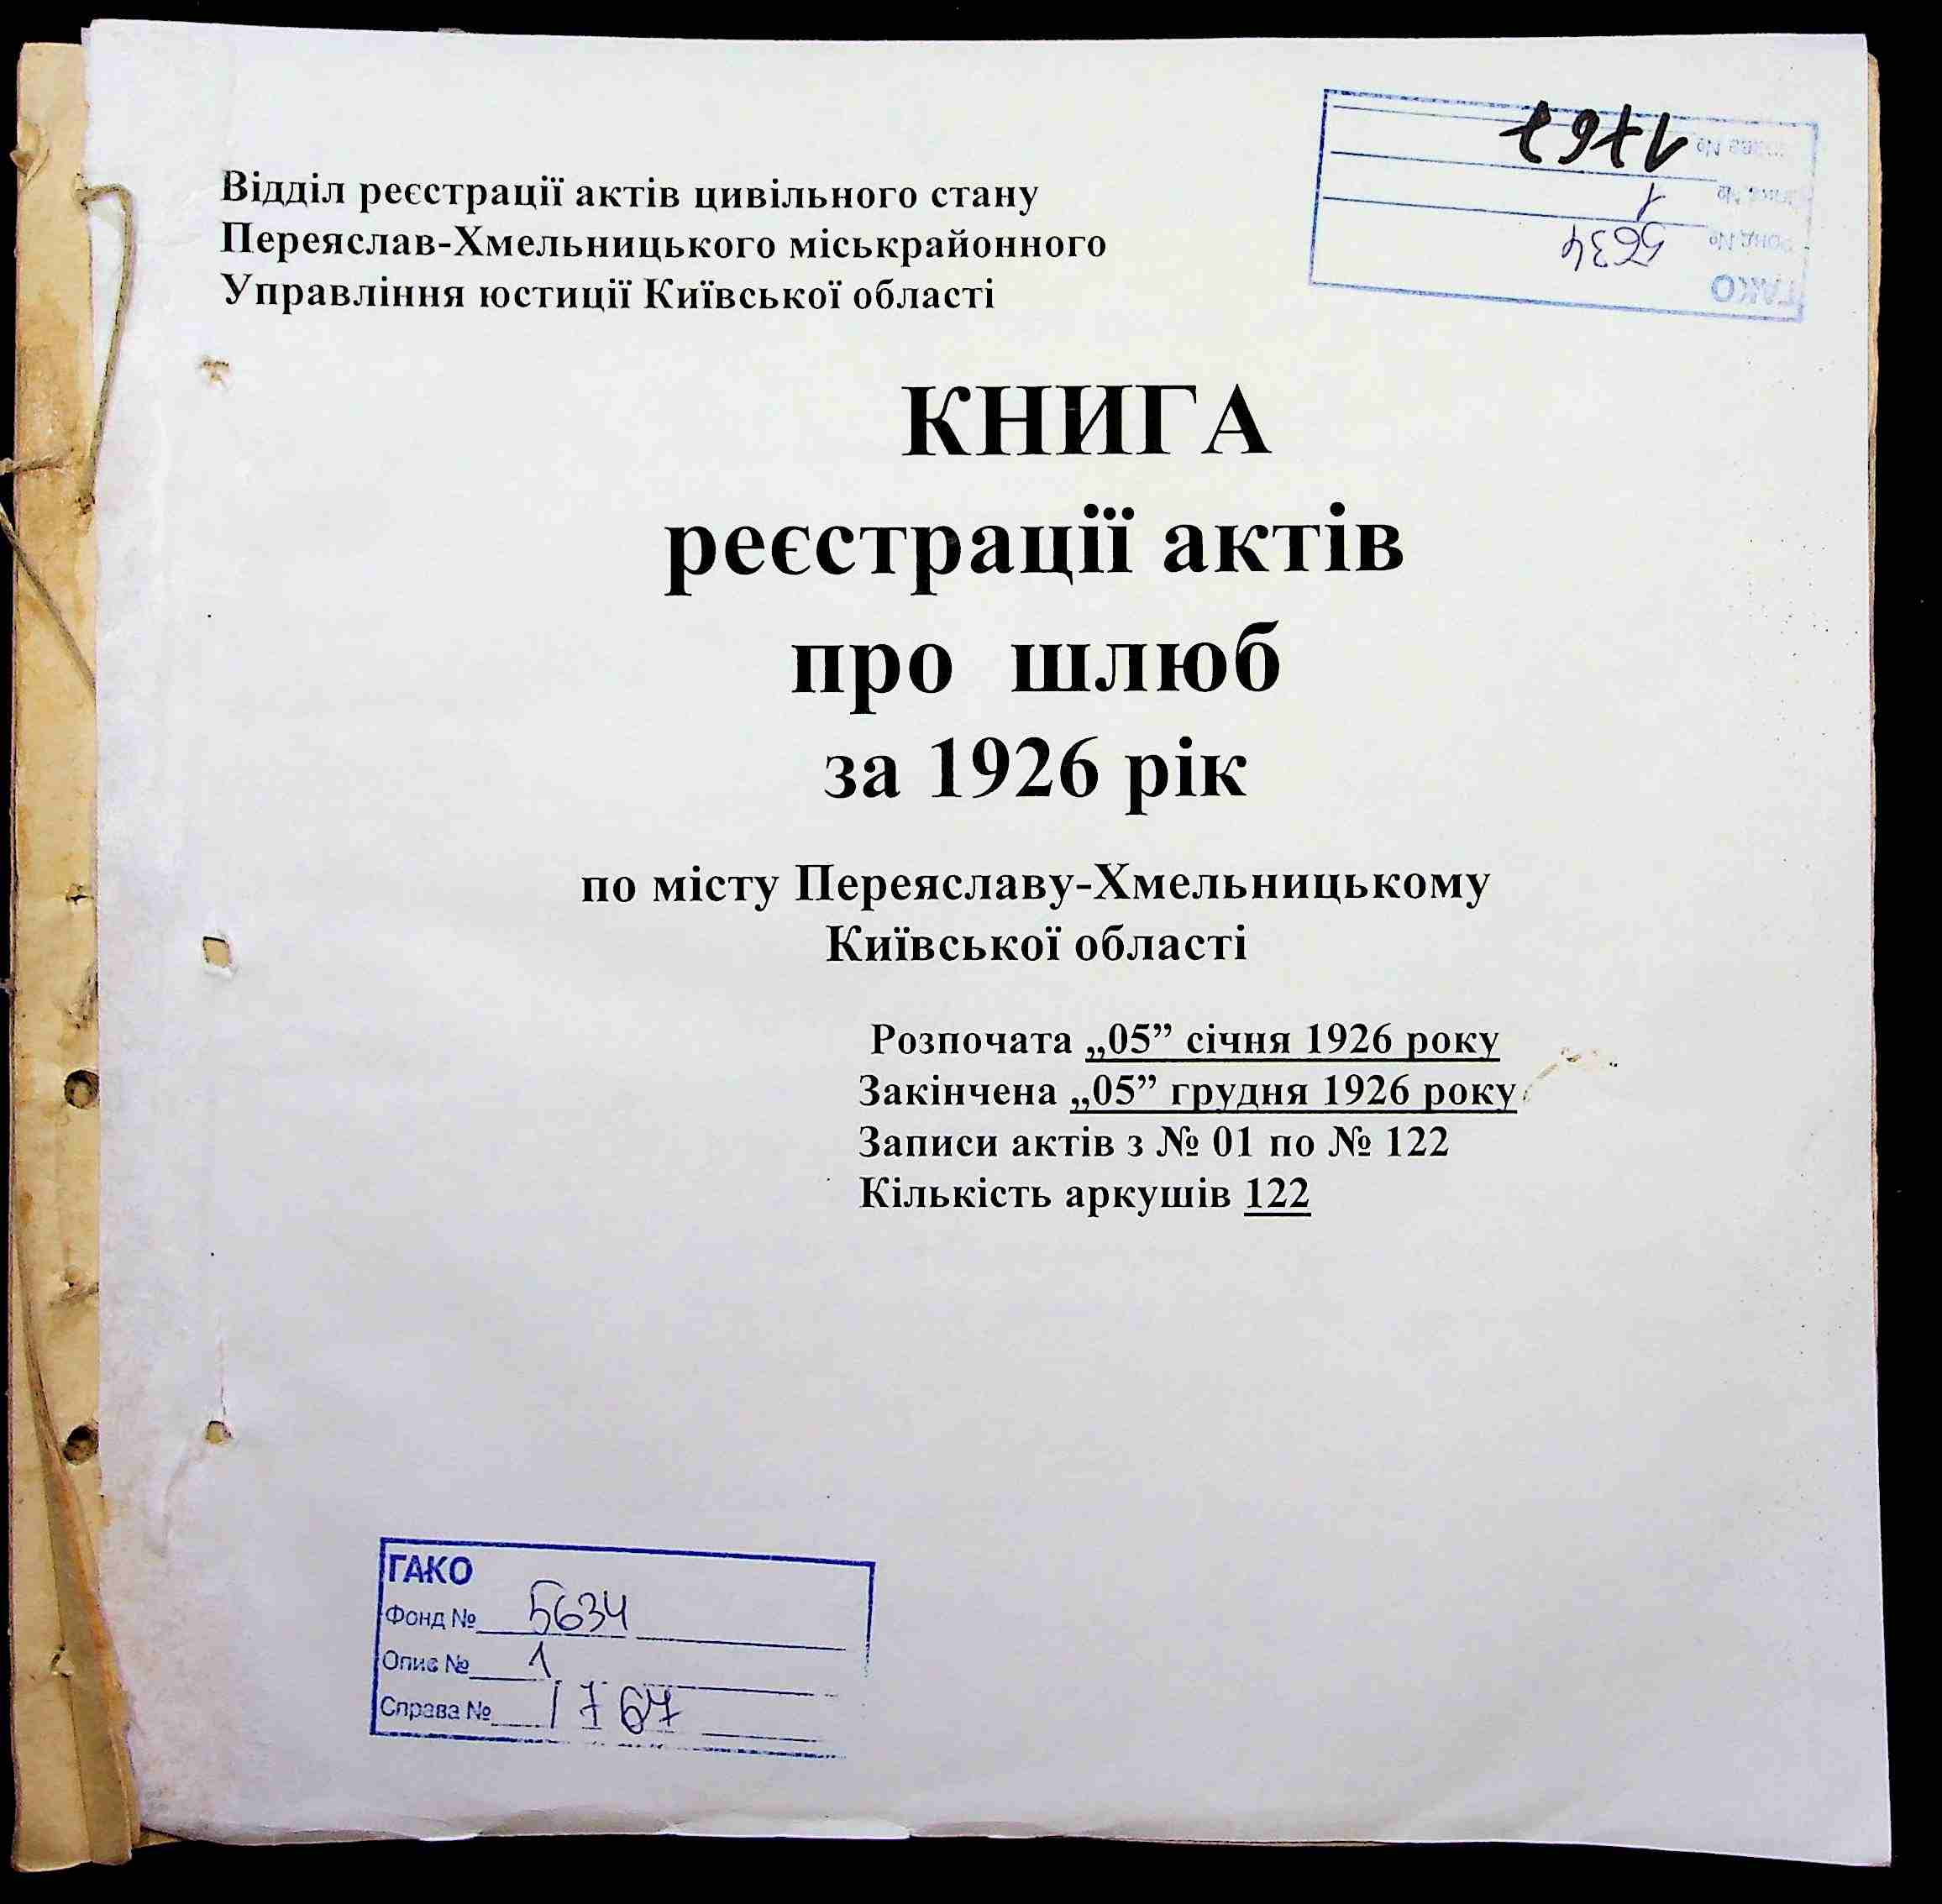 Відділ реєстрації актів цивільного стану
Переяслав-Хмельницького міськрайонного
Управління юстиції Київської області
ГАКО
Фонд № 5634
Опис № 1
Справа № 1767
КНИГА
реєстрації актів
про шлюб
за 1926 рік
по місту Переяславу-Хмельницькому
Київської області
Розпочата „05” січня 1926 року
Закінчена „05” грудня 1926 року
Записи актів з № 01 по № 122
Кількість аркушів 122
ГАКО
Фонд № 5634
Опис № 1
Справа № 1767